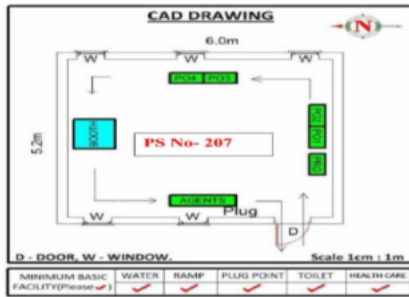 CAD DRAWING
N
6.0m
W W W
PO4 PO3
5.2m
BOOTH
PS No- 207
PO2
PO1
PRO
AGENTS
Plug
W W
D
D - DOOR, W - WINDOW.
Scale 1cm : 1m
MINIMUM BASIC FACILITY(Please✓)
WATER
RAMP
PLUG POINT
TOILET
HEALTH CARE